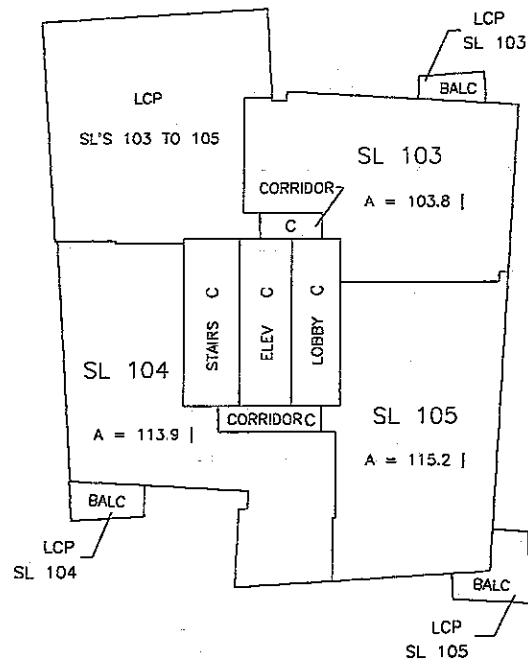 LCP
SL 103
BALC
LCP
SL'S 103 TO 105
SL 103
CORRIDOR
A = 103.8
C
STAIRS C
ELEV C
LOBBY C
SL 104
SL 105
CORRIDOR C
A = 113.9
A = 115.2
BALC
LCP
SL 104
BALC
LCP
SL 105